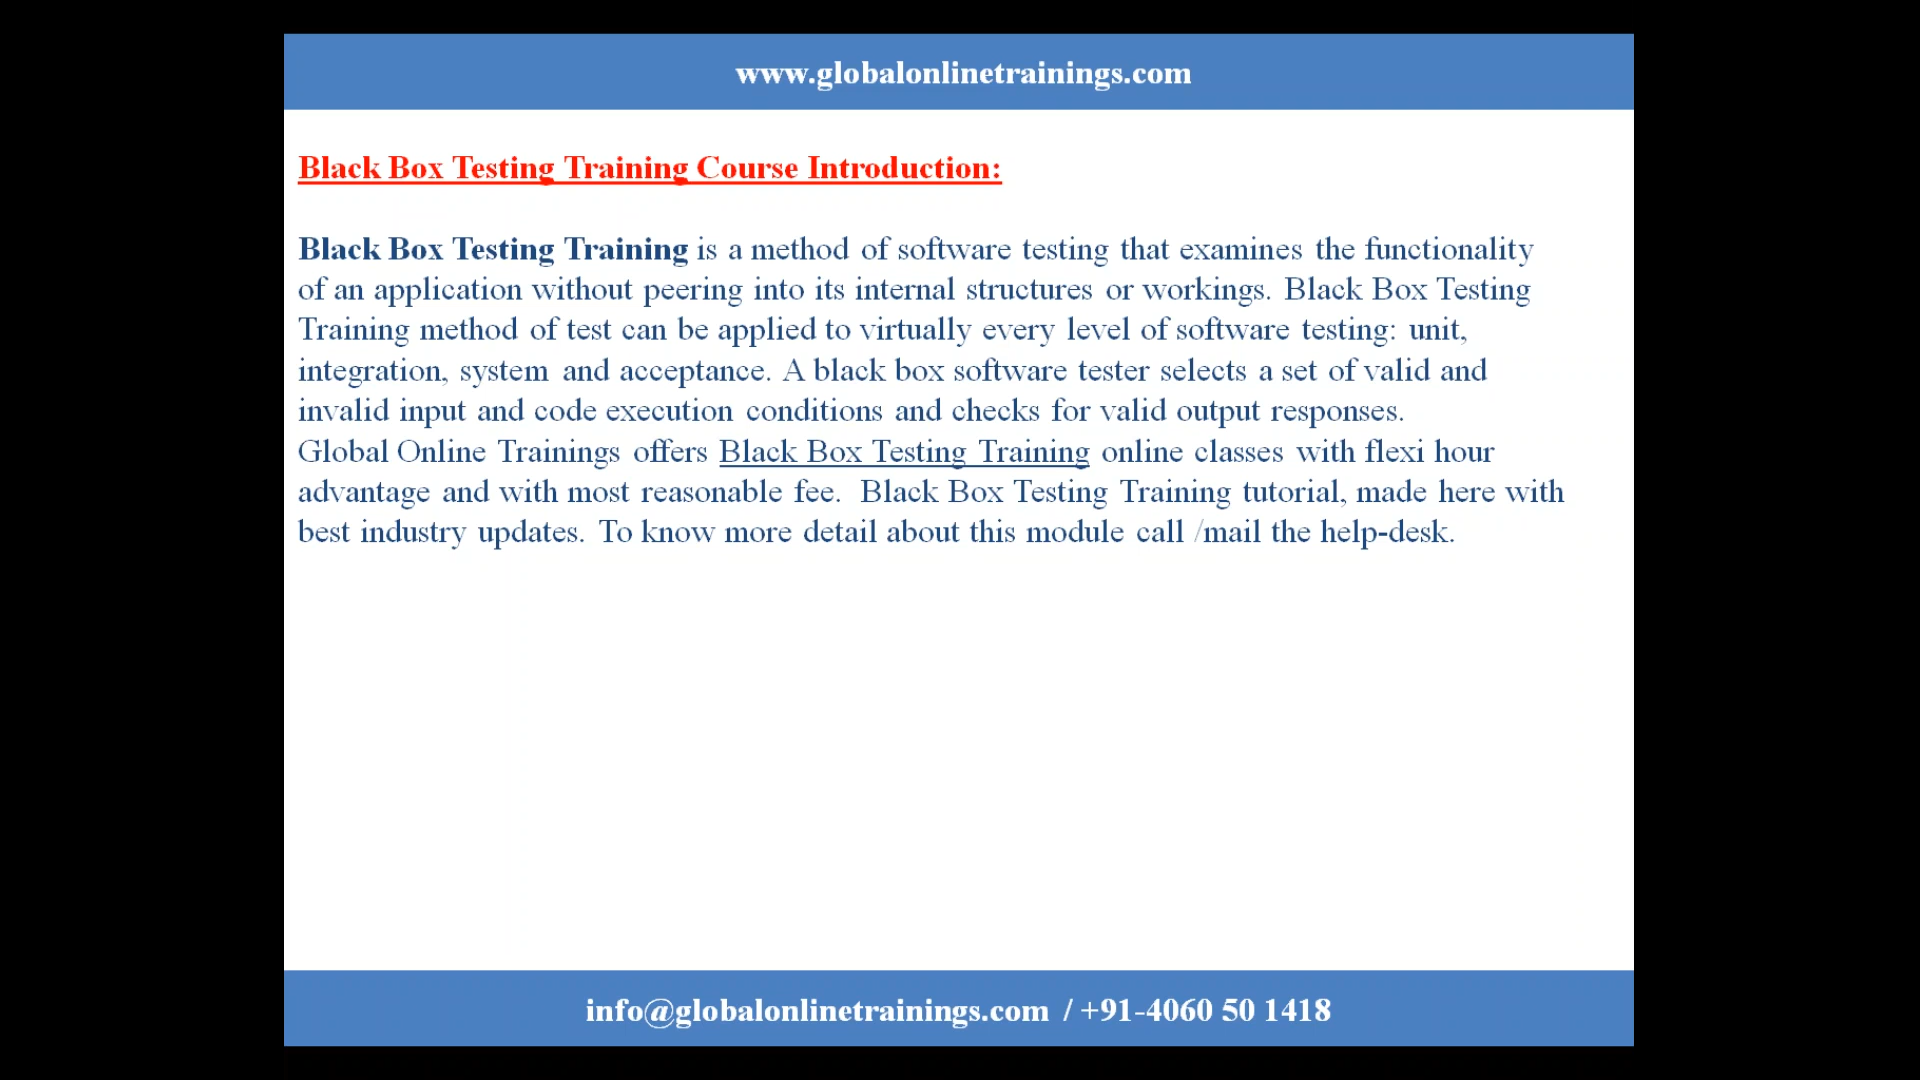 www.globalonlinetrainings.com
Black Box Testing Training Course Introduction:
Black Box Testing Training is a method of software testing that examines the functionality
of an application without peering into its internal structures or workings. Black Box Testing
Training method of test can be applied to virtually every level of software testing: unit,
integration, system and acceptance. A black box software tester selects a set of valid and
invalid input and code execution conditions and checks for valid output responses.
Global Online Trainings offers Black Box Testing Training online classes with flexi hour
advantage and with most reasonable fee.  Black Box Testing Training tutorial, made here with
best industry updates.  To know more detail about this module call /mail the help-desk.
info@globalonlinetrainings.com / +91-4060 50 1418